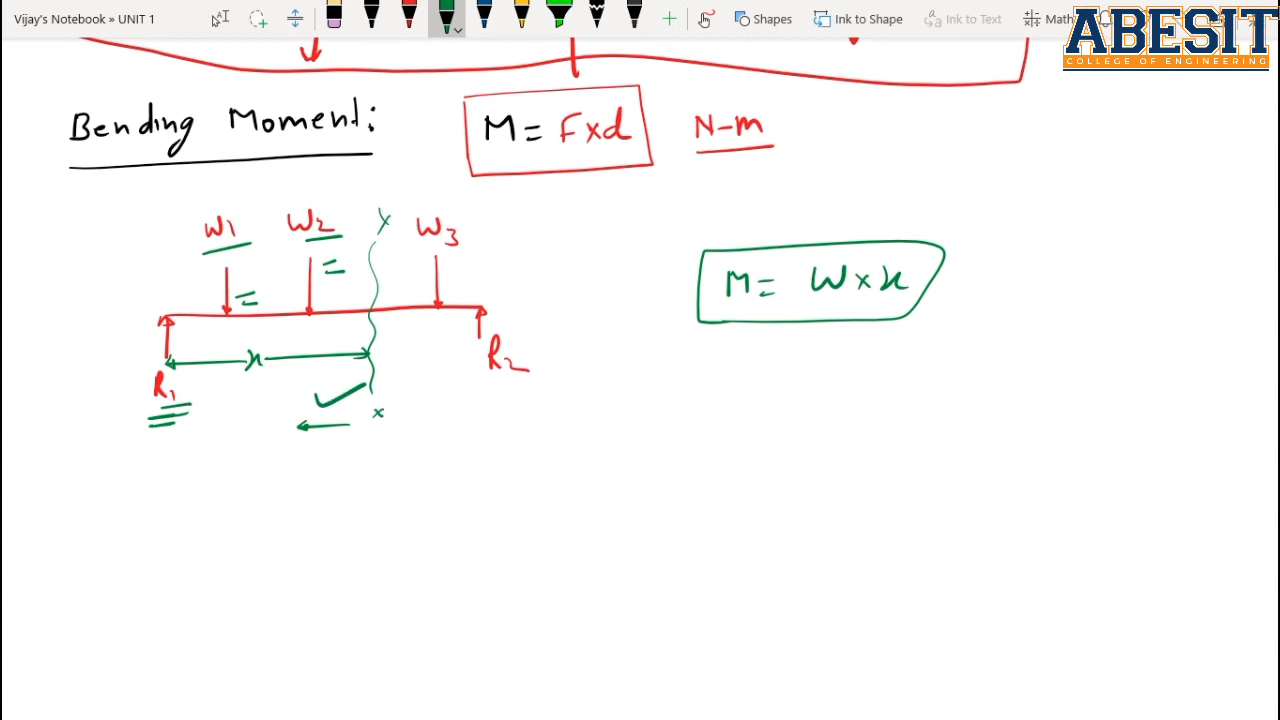 Vijay's Notebook » UNIT 1
Shapes
Ink to Shape
Ink to Text
Math
ABESIT
COLLEGE OF ENGINEERING
Bending Moment:
M = F×d
N-m
W1
W2
W3
x
R1
R2
x
M = W×x